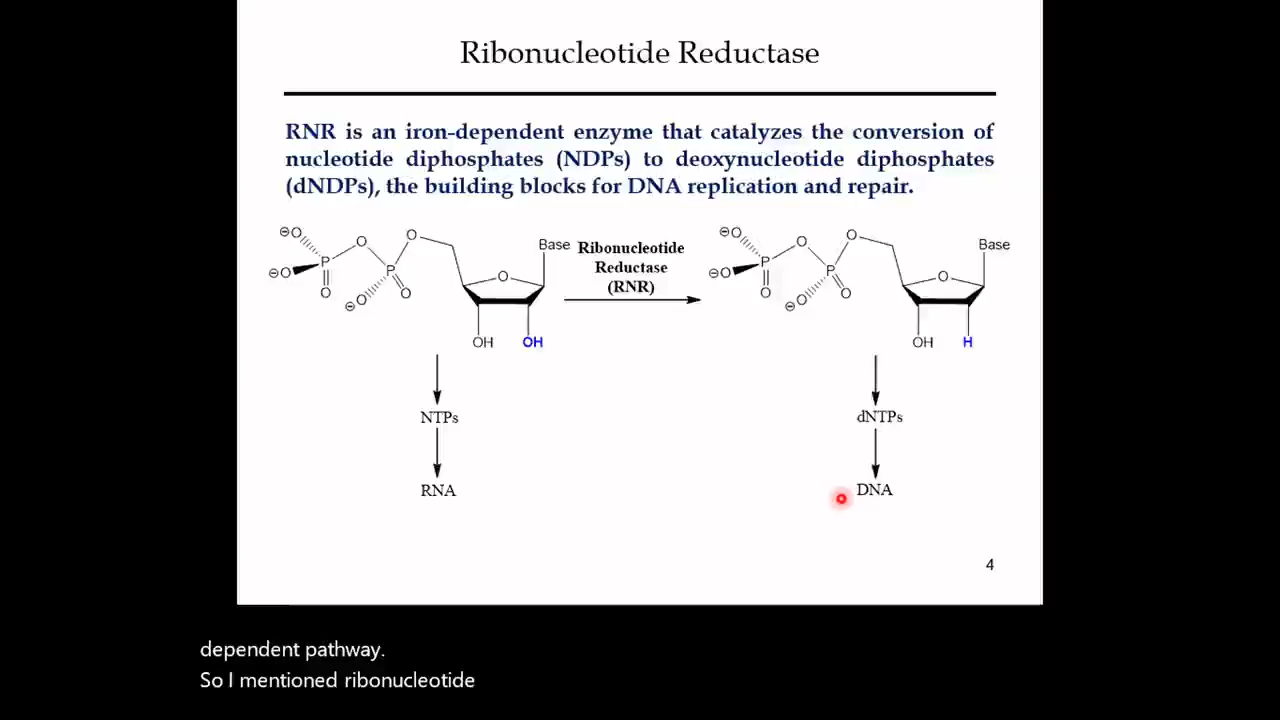 Ribonucleotide Reductase
RNR is an iron-dependent enzyme that catalyzes the conversion of
nucleotide diphosphates (NDPs) to deoxynucleotide diphosphates
(dNDPs), the building blocks for DNA replication and repair.
⊖O
O
O
Base
⊖O
P
P
O
O
⊖O
O
OH
OH
Ribonucleotide
Reductase
(RNR)
⊖O
O
O
Base
⊖O
P
P
O
O
⊖O
O
OH
H
NTPs
dNTPs
RNA
DNA
4
dependent pathway.
So I mentioned ribonucleotide